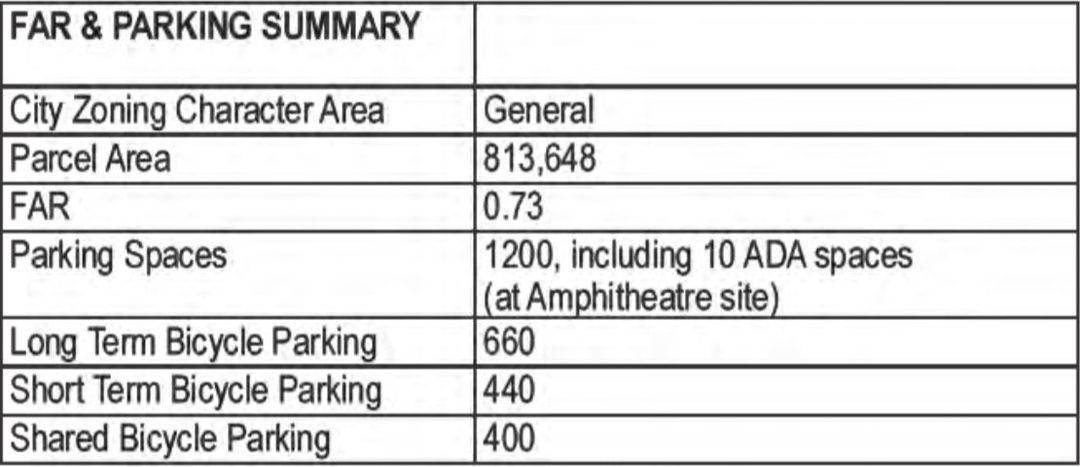 FAR & PARKING SUMMARY
City Zoning Character Area General
Parcel Area 813,648
FAR 0.73
Parking Spaces 1200, including 10 ADA spaces
(at Amphitheatre site)
Long Term Bicycle Parking 660
Short Term Bicycle Parking 440
Shared Bicycle Parking 400